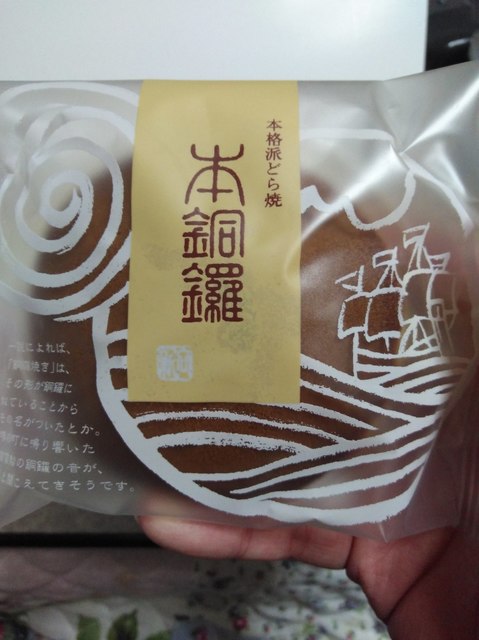 本格派どら焼
本銅鑼
一説によれば、
「銅鑼焼き」は、
その形が銅鑼に
似ていることから
その名がついたとか。
に鳴り響いた
の銅鑼の音が、
こえてきそうです。